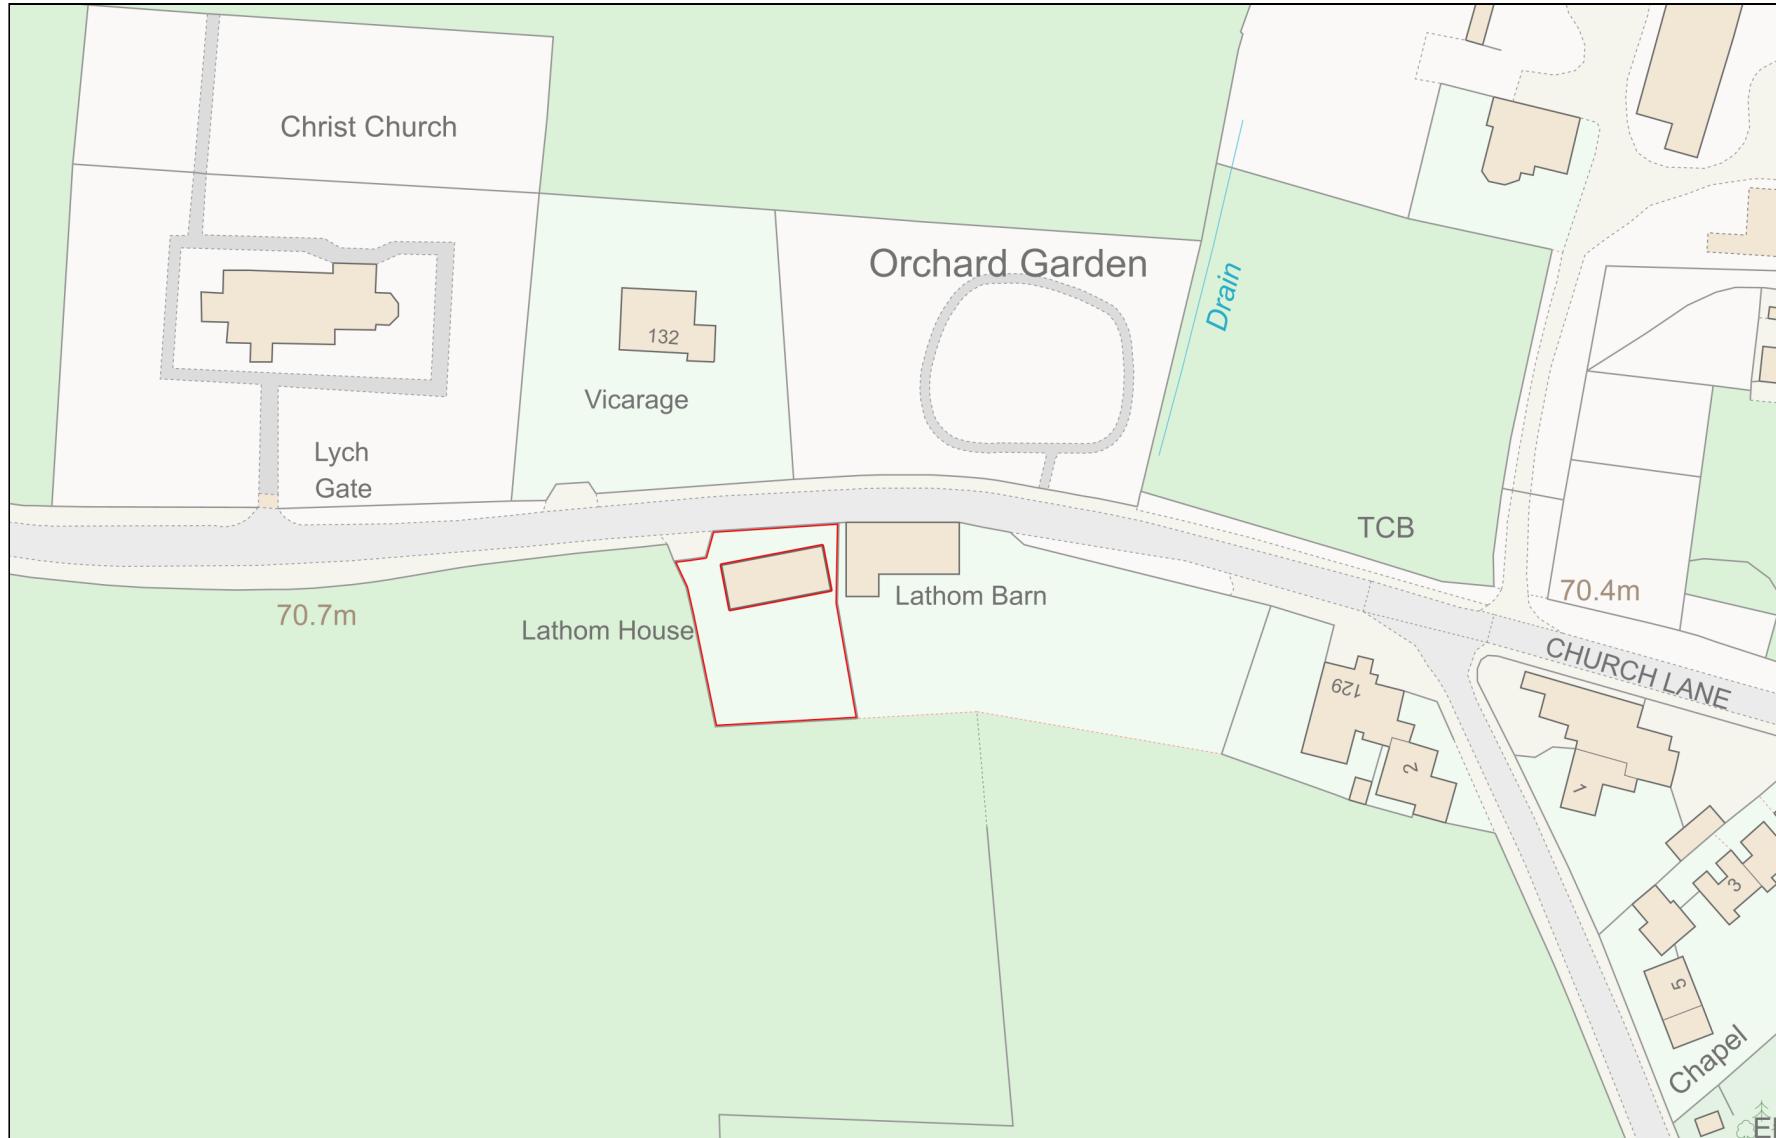 Christ Church
Orchard Garden
Drain
132
Vicarage
Lych
Gate
TCB
70.7m
Lathom House
Lathom Barn
70.4m
CHURCH LANE
129
2
1
3
5
Chapel